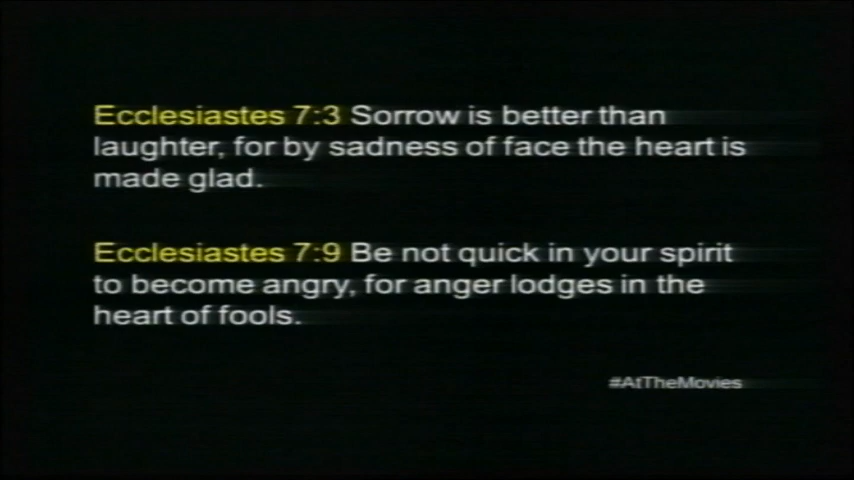 Ecclesiastes 7:3 Sorrow is better than
laughter, for by sadness of face the heart is
made glad.
Ecclesiastes 7:9 Be not quick in your spirit
to become angry, for anger lodges in the
heart of fools.
#AtTheMovies